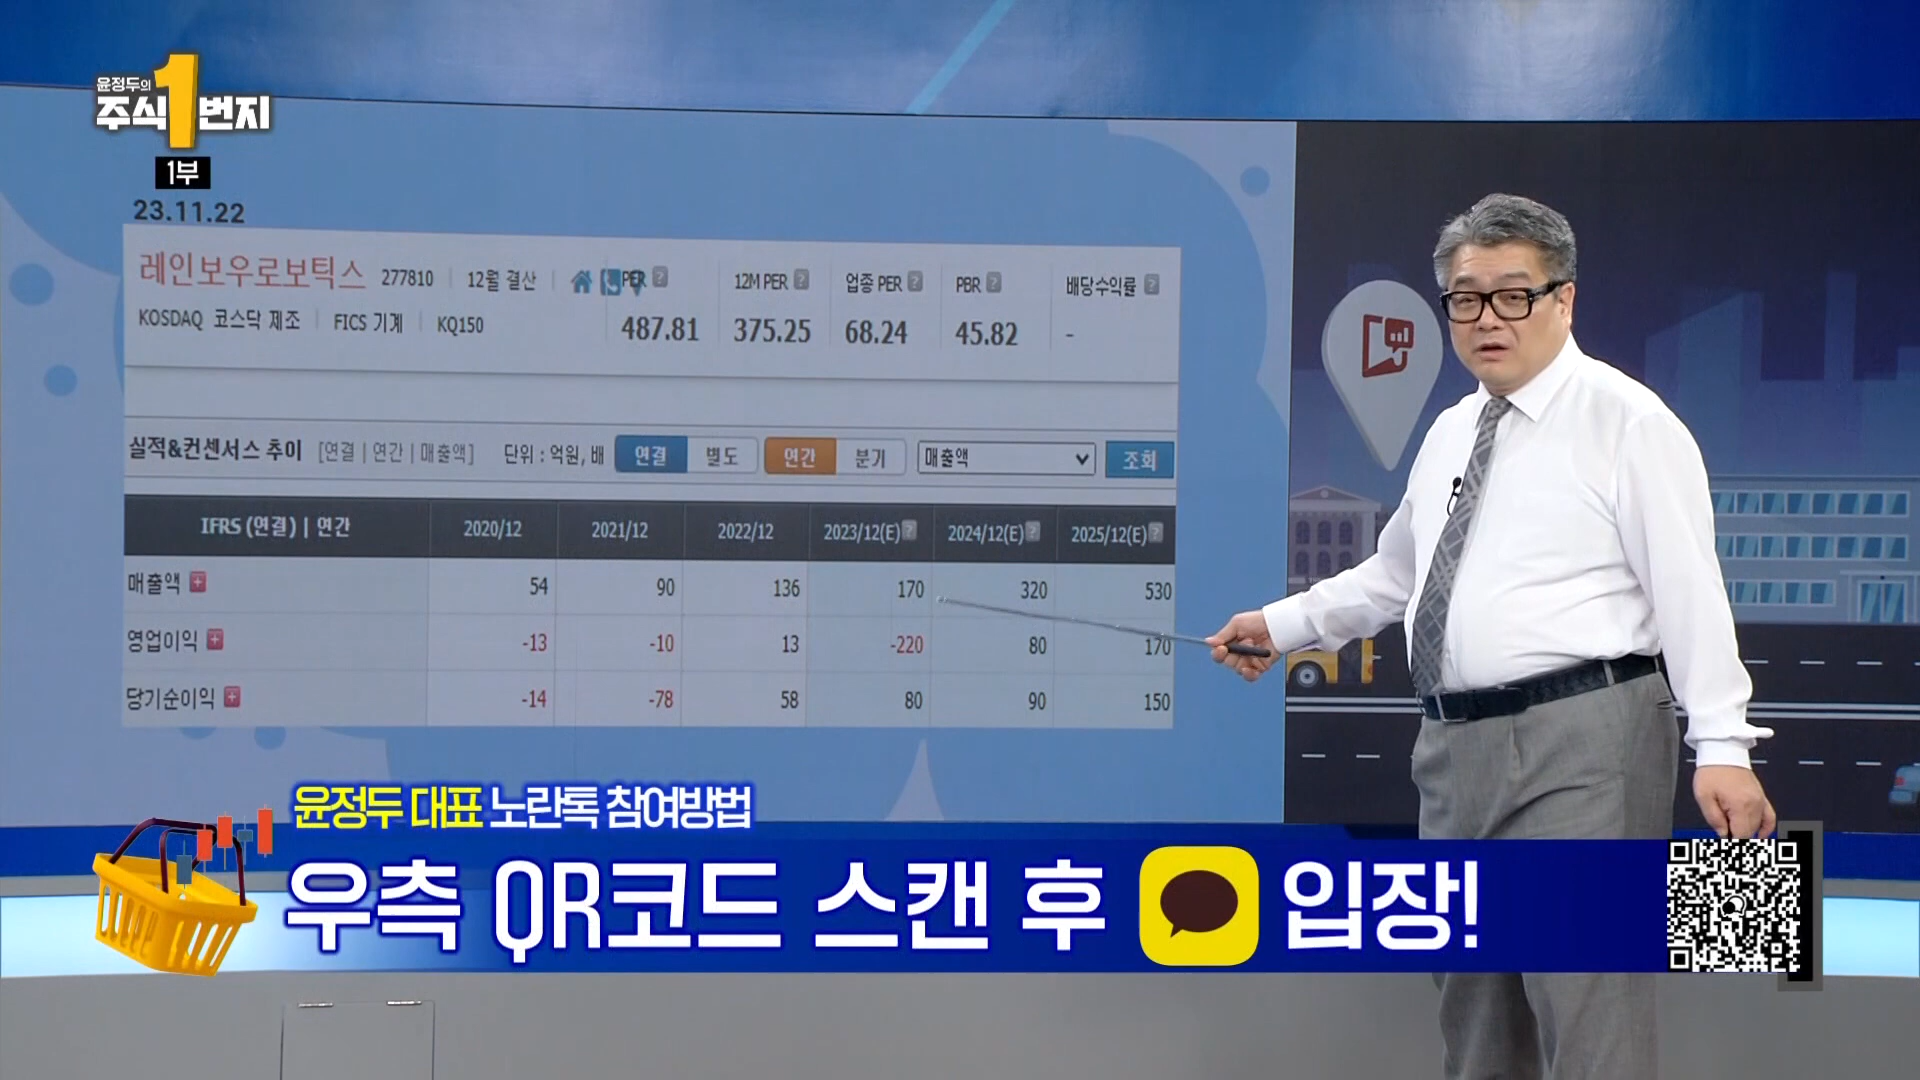 윤정두의
주식1번지
1부
23.11.22
레인보우로보틱스 277810 12월 결산
KOSDAQ 코스닥 제조 FICS 기계 KQ150
PER 12M PER 업종 PER PBR 배당수익률
487.81 375.25 68.24 45.82 -
실적&컨센서스 추이 [연결 | 연간 | 매출액] 단위 : 억원, 배 연결 별도 연간 분기 매출액 조회
IFRS (연결) | 연간 2020/12 2021/12 2022/12 2023/12(E) 2024/12(E) 2025/12(E)
매출액 54 90 136 170 320 530
영업이익 -13 -10 13 -220 80 170
당기순이익 -14 -78 58 80 90 150
윤정두 대표 노란톡 참여방법
우측 QR코드 스캔 후 입장!